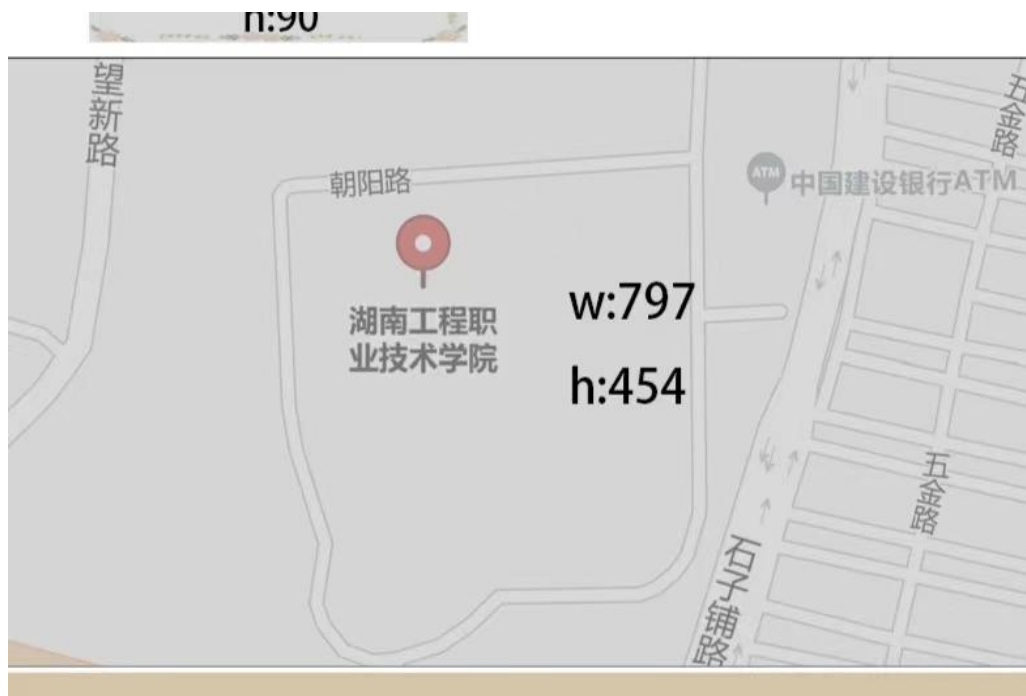 h:90
望新路
五金路
朝阳路
ATM
中国建设银行ATM
w:797
湖南工程职
业技术学院
h:454
五金路
石子铺路